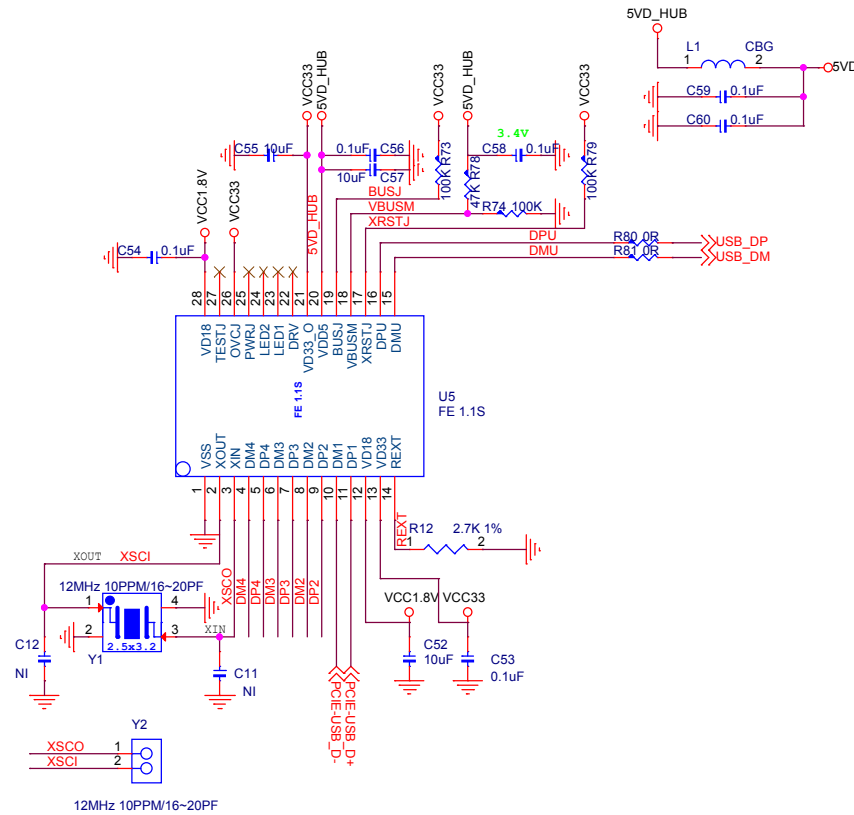 5VD_HUB
L1 CBG
1 2
5VD
C59 0.1uF
C60 0.1uF
VCC33
5VD_HUB
VCC33
5VD_HUB
VCC33
3.4V
C55 10uF
0.1uF C56
10uF C57
100K R73
47K R78
C58 0.1uF
100K R79
BUSJ
VBUSM
R74 100K
XRSTJ
VCC1.8V
VCC33
5VD_HUB
C54 0.1uF
DPU
R80 0R
USB_DP
DMU
R81 0R
USB_DM
28 27 26 25 24 23 22 21 20 19 18 17 16 15
VD18 TESTJ OVCJ PWRJ LED2 LED1 DRV VD33_O VDD5 BUSJ VBUSM XRSTJ DPU DMU
FE 1.1S
U5
FE 1.1S
VSS XOUT XIN DM4 DP4 DM3 DP3 DM2 DP2 DM1 DP1 VD18 VD33 REXT
1 2 3 4 5 6 7 8 9 10 11 12 13 14
REXT
R12 2.7K 1%
1 2
XOUT XSCI
XSCO DM4 DP4 DM3 DP3 DM2 DP2
12MHz 10PPM/16~20PF
1 4
2 3
2.5x3.2
Y1
XIN
C12
NI
C11
NI
VCC1.8V VCC33
C52
10uF
C53
0.1uF
PCIE-USB_D-
PCIE-USB_D+
Y2
XSCO 1
XSCI 2
12MHz 10PPM/16~20PF